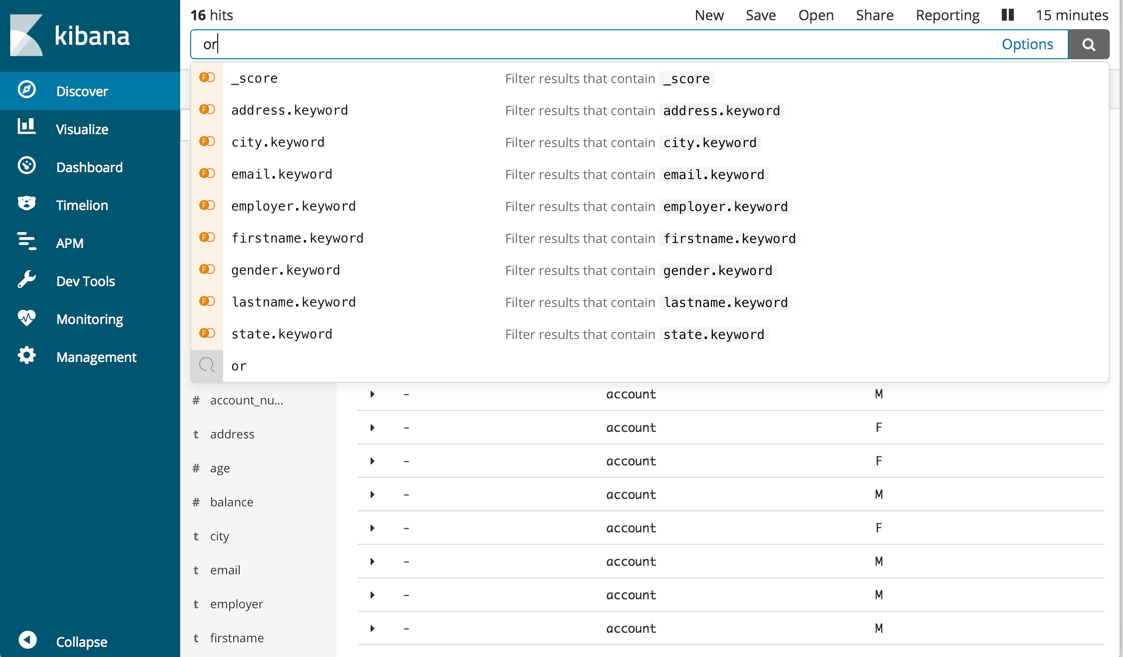 kibana
Discover
Visualize
Dashboard
Timelion
APM
Dev Tools
Monitoring
Management
Collapse
16 hits
New Save Open Share Reporting 15 minutes
or Options
_score Filter results that contain _score
address.keyword Filter results that contain address.keyword
city.keyword Filter results that contain city.keyword
email.keyword Filter results that contain email.keyword
employer.keyword Filter results that contain employer.keyword
firstname.keyword Filter results that contain firstname.keyword
gender.keyword Filter results that contain gender.keyword
lastname.keyword Filter results that contain lastname.keyword
state.keyword Filter results that contain state.keyword
or
# account_nu...
t address
# age
# balance
t city
t email
t employer
t firstname
- account M
- account F
- account F
- account M
- account F
- account M
- account M
- account M